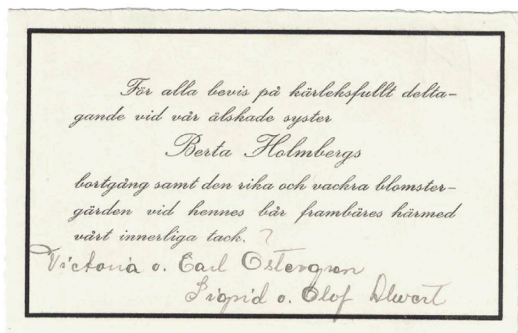 För alla bevis på kärleksfullt delta-
gande vid vår älskade syster
Berta Holmbergs
bortgång samt den rika och vackra blomster-
gärden vid hennes bår frambäres härmed
vårt innerliga tack. ?
Victoria o. Carl Östergren
Sigrid o. Olof